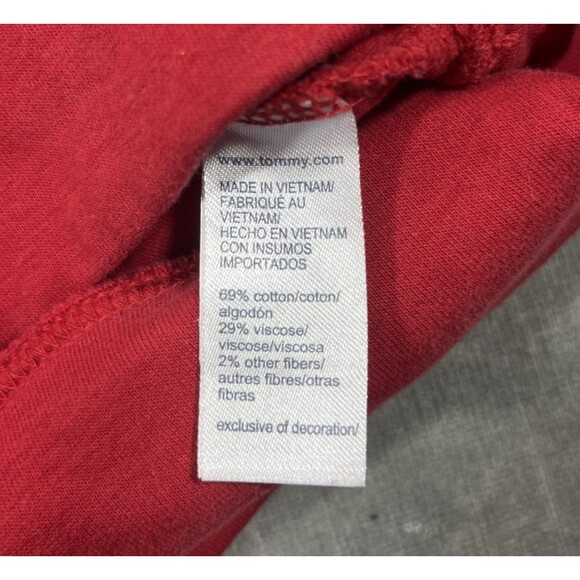 www.tommy.com
MADE IN VIETNAM/
FABRIQUÉ AU
VIETNAM/
HECHO EN VIETNAM
CON INSUMOS
IMPORTADOS
69% cotton/coton/
algodón
29% viscose/
viscose/viscosa
2% other fibers/
autres fibres/otras
fibras
exclusive of decoration/